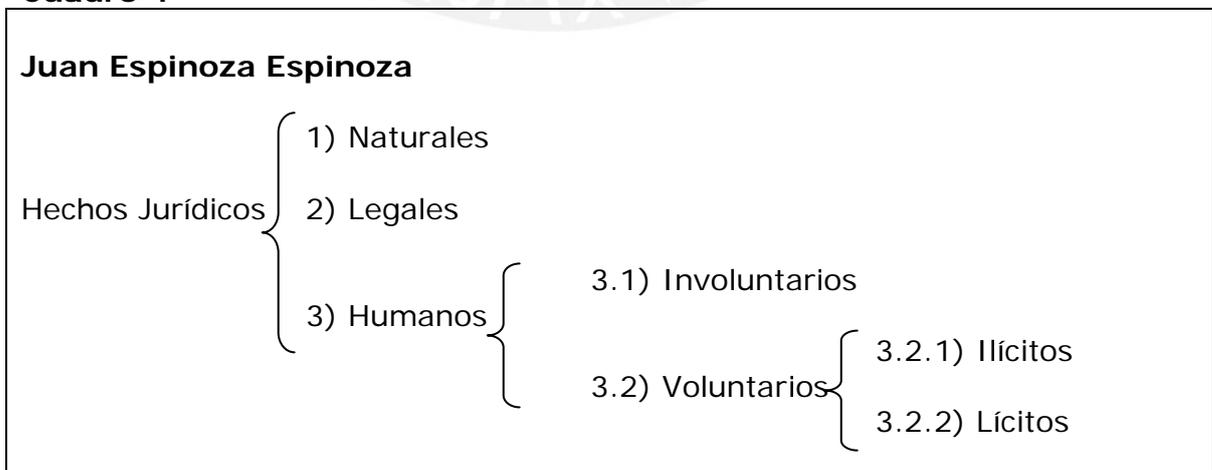 Juan Espinoza Espinoza
1) Naturales
Hechos Jurídicos
2) Legales
3) Humanos
3.1) Involuntarios
3.2) Voluntarios
3.2.1) Ilícitos
3.2.2) Lícitos